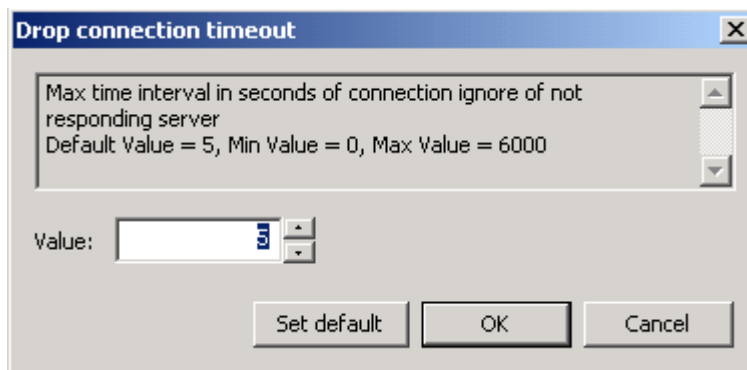 Drop connection timeout
Max time interval in seconds of connection ignore of not
responding server
Default Value = 5, Min Value = 0, Max Value = 6000
Value: 5
Set default OK Cancel